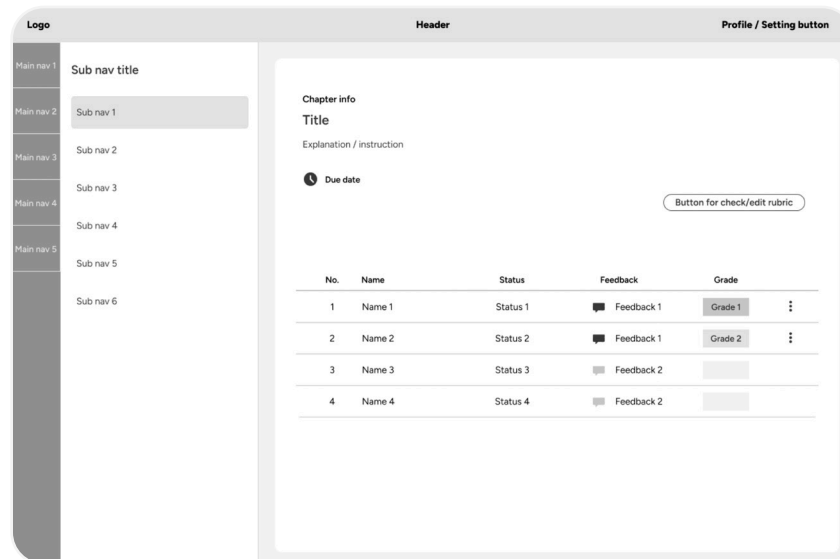 Logo Header Profile / Setting button
Main nav 1
Main nav 2
Main nav 3
Main nav 4
Main nav 5
Sub nav title
Sub nav 1
Sub nav 2
Sub nav 3
Sub nav 4
Sub nav 5
Sub nav 6
Chapter info
Title
Explanation / instruction
Due date
Button for check/edit rubric
No. Name Status Feedback Grade
1 Name 1 Status 1 Feedback 1 Grade 1
2 Name 2 Status 2 Feedback 1 Grade 2
3 Name 3 Status 3 Feedback 2
4 Name 4 Status 4 Feedback 2